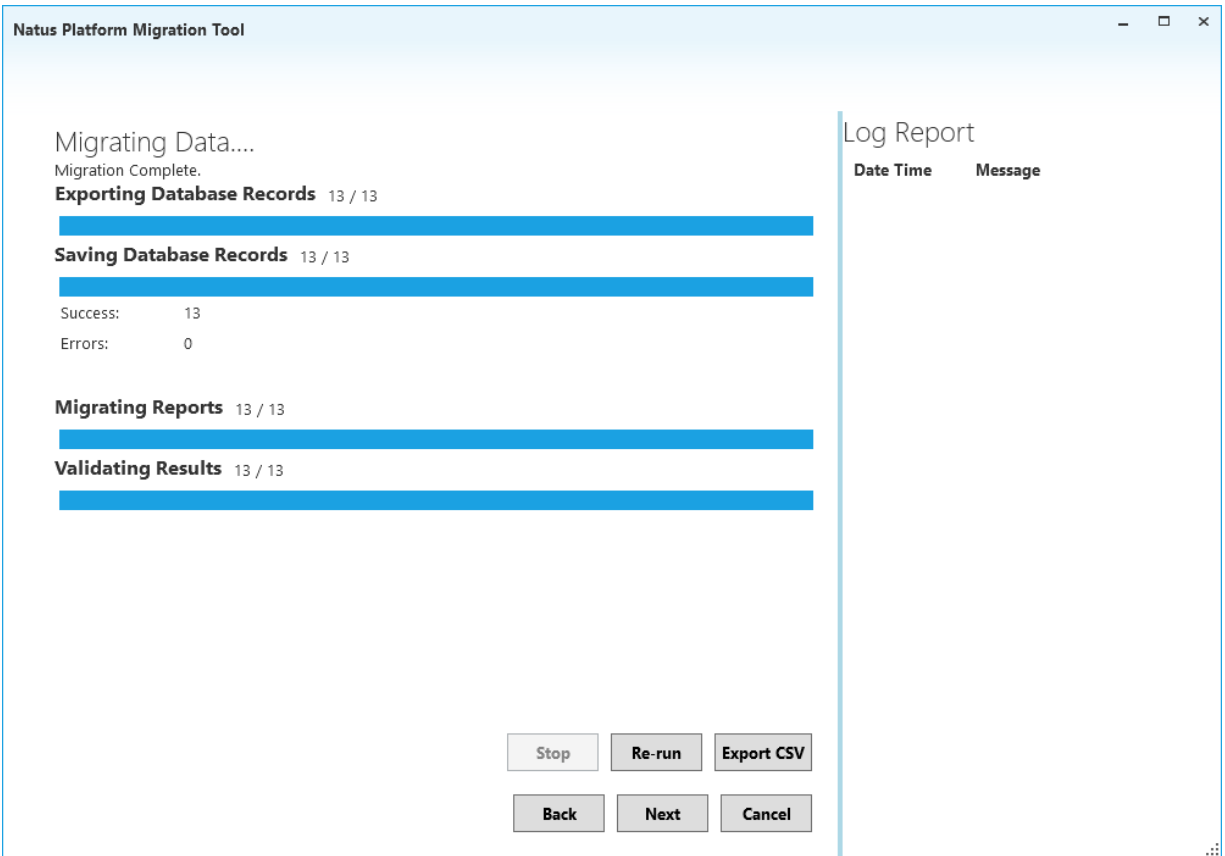 Natus Platform Migration Tool
Migrating Data....
Migration Complete.
Exporting Database Records 13 / 13
Saving Database Records 13 / 13
Success: 13
Errors: 0
Migrating Reports 13 / 13
Validating Results 13 / 13
Stop Re-run Export CSV
Back Next Cancel
Log Report
Date Time Message